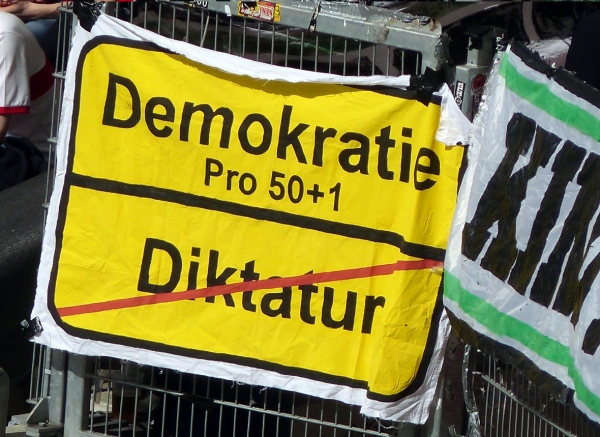 Demokratie
Pro 50+1
Diktatur